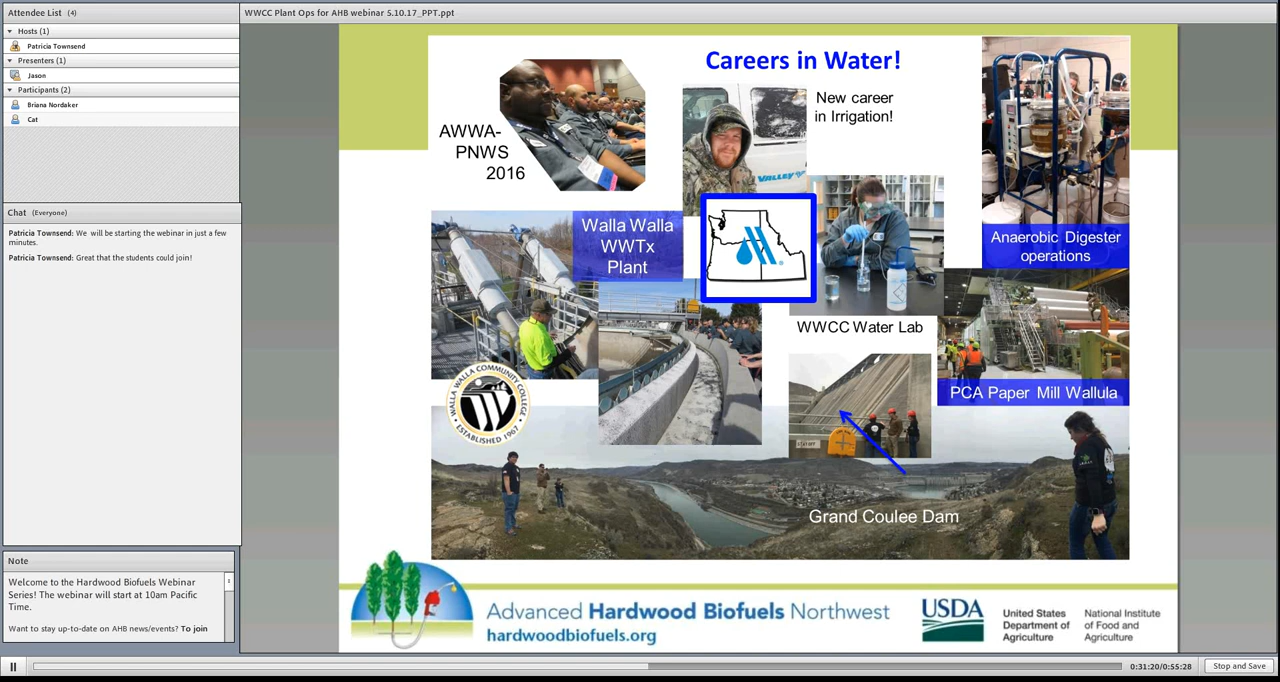 Attendee List (4)
Hosts (1)
Patricia Townsend
Presenters (1)
Jason
Participants (2)
Briana Nordaker
Cat
Chat (Everyone)
Patricia Townsend: We will be starting the webinar in just a few
minutes.
Patricia Townsend: Great that the students could join!
Note
Welcome to the Hardwood Biofuels Webinar
Series! The webinar will start at 10am Pacific
Time.
Want to stay up-to-date on AHB news/events? To join
WWCC Plant Ops for AHB webinar 5.10.17_PPT.ppt
Careers in Water!
AWWA-
PNWS
2016
New career
in Irrigation!
VALLEY
Anaerobic Digester
operations
Walla Walla
WWTx
Plant
WWCC Water Lab
PCA Paper Mill Wallula
WALLA WALLA COMMUNITY COLLEGE
ESTABLISHED 1967
Grand Coulee Dam
Advanced Hardwood Biofuels Northwest
hardwoodbiofuels.org
USDA
United States
Department of
Agriculture
National Institute
of Food and
Agriculture
0:31:20/0:55:28
Stop and Save